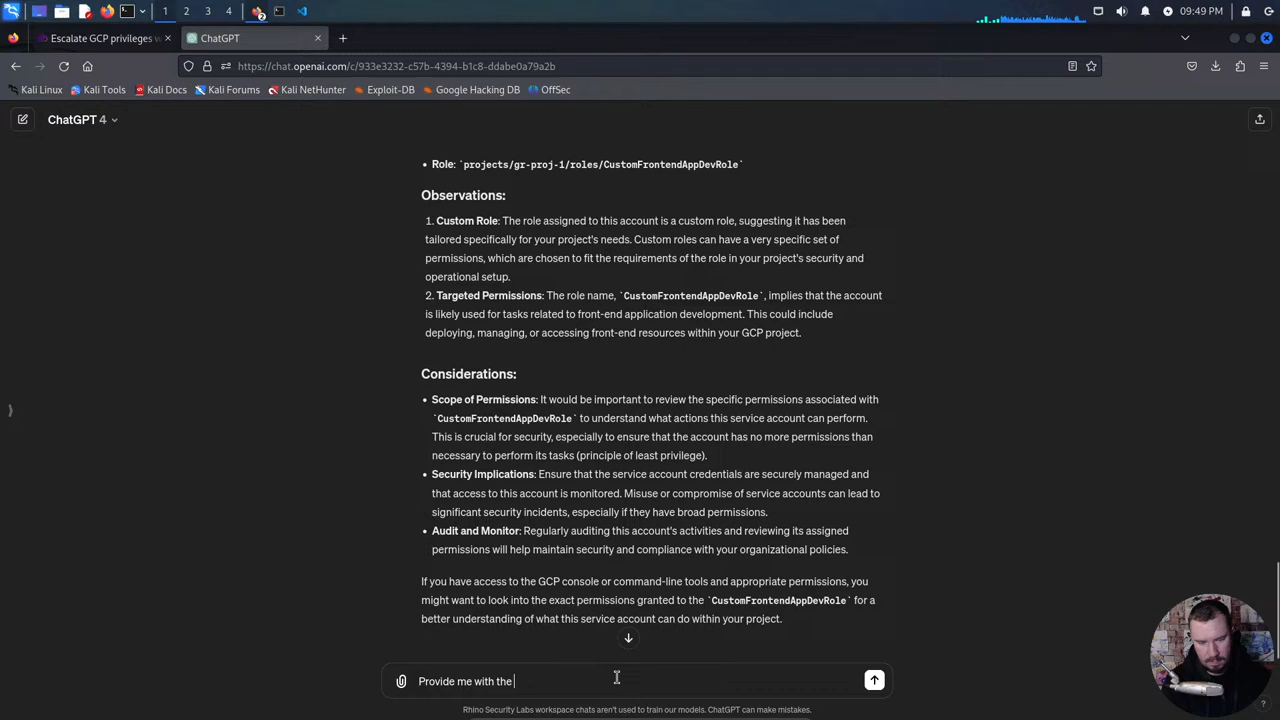 1 2 3 4 2 09:49 PM
Escalate GCP privileges w
ChatGPT
https://chat.openai.com/c/933e3232-c57b-4394-b1c8-ddabe0a79a2b
Kali Linux Kali Tools Kali Docs Kali Forums Kali NetHunter Exploit-DB Google Hacking DB OffSec
ChatGPT 4
• Role: `projects/gr-proj-1/roles/CustomFrontendAppDevRole`
Observations:
1. Custom Role: The role assigned to this account is a custom role, suggesting it has been
tailored specifically for your project's needs. Custom roles can have a very specific set of
permissions, which are chosen to fit the requirements of the role in your project's security and
operational setup.
2. Targeted Permissions: The role name, `CustomFrontendAppDevRole`, implies that the account
is likely used for tasks related to front-end application development. This could include
deploying, managing, or accessing front-end resources within your GCP project.
Considerations:
• Scope of Permissions: It would be important to review the specific permissions associated with
`CustomFrontendAppDevRole` to understand what actions this service account can perform.
This is crucial for security, especially to ensure that the account has no more permissions than
necessary to perform its tasks (principle of least privilege).
• Security Implications: Ensure that the service account credentials are securely managed and
that access to this account is monitored. Misuse or compromise of service accounts can lead to
significant security incidents, especially if they have broad permissions.
• Audit and Monitor: Regularly auditing this account's activities and reviewing its assigned
permissions will help maintain security and compliance with your organizational policies.
If you have access to the GCP console or command-line tools and appropriate permissions, you
might want to look into the exact permissions granted to the `CustomFrontendAppDevRole` for a
better understanding of what this service account can do within your project.
Provide me with the
Rhino Security Labs workspace chats aren't used to train our models. ChatGPT can make mistakes.
?